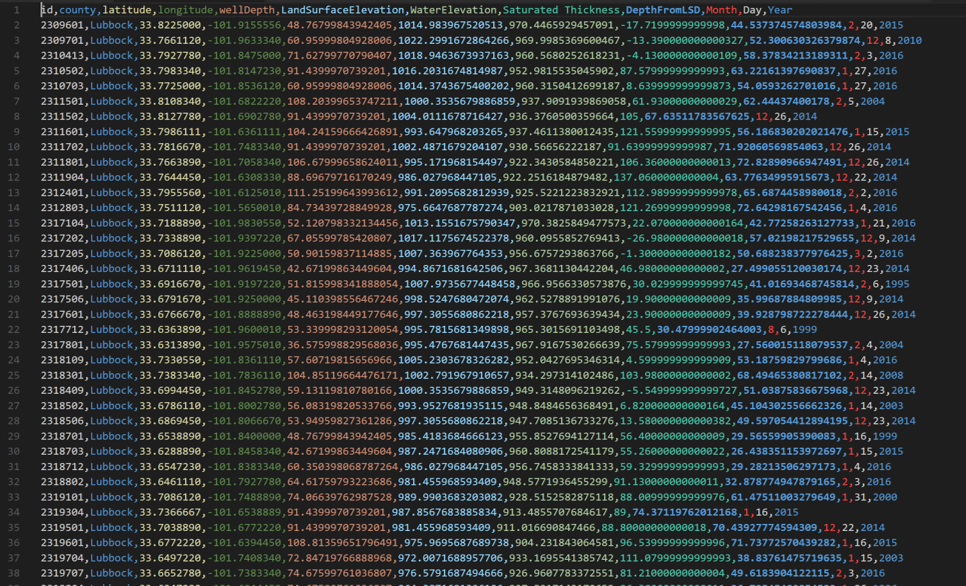 1 id,county,latitude,longitude,wellDepth,LandSurfaceElevation,WaterElevation,Saturated Thickness,DepthFromLSD,Month,Day,Year
2 2309601,Lubbock,33.8225000,-101.9155556,48.76799843942405,1014.983967520513,970.4465929457091,-17.7199999999998,44.537374574803984,2,20,2015
3 2309701,Lubbock,33.7661120,-101.9633340,60.95999804928006,1022.2991672864266,969.9985369600467,-13.390000000000327,52.300630326379874,12,8,2010
4 2310413,Lubbock,33.7927780,-101.8475000,71.62799770790407,1018.9463673937163,960.5680252618231,-4.13000000000109,58.37834213189311,2,3,2016
5 2310502,Lubbock,33.7983340,-101.8147230,91.4399970739201,1016.2031674814987,952.9815535045902,87.57999999999993,63.22161397690837,1,27,2016
6 2310703,Lubbock,33.7725000,-101.8536120,60.95999804928006,1014.3743675400202,960.3150412699187,8.63999999999873,54.0593262701016,1,27,2016
7 2311501,Lubbock,33.8108340,-101.6822220,108.20399653747211,1000.3535679886859,937.9091939869058,61.93000000000029,62.44437400178,2,5,2004
8 2311502,Lubbock,33.8127780,-101.6902780,91.4399970739201,1004.0111678716427,936.3760500359664,105,67.63511783567625,12,26,2014
9 2311601,Lubbock,33.7986111,-101.6361111,104.24159666426891,993.647968203265,937.4611380012435,121.55999999999995,56.186830202021476,1,15,2015
10 2311702,Lubbock,33.7816670,-101.7483340,91.4399970739201,1002.4871679204107,930.56656222187,91.63999999999987,71.92060569854063,12,26,2014
11 2311801,Lubbock,33.7663890,-101.7058340,106.67999658624011,995.171968154497,922.3430584850221,106.36000000000013,72.82890966947491,12,26,2014
12 2311904,Lubbock,33.7644450,-101.6308330,88.69679716170249,986.027968447105,922.2516184879482,137.0600000000004,63.77634995915673,12,22,2014
13 2312401,Lubbock,33.7955560,-101.6125010,111.25199643993612,991.2095682812939,925.5221223832921,112.98999999999978,65.6874458980018,2,2,2016
14 2312803,Lubbock,33.7511120,-101.5650010,84.73439728849928,975.6647687787274,903.0217871033028,121.26999999999998,72.64298167542456,1,4,2016
15 2317104,Lubbock,33.7188890,-101.9830550,52.120798332134456,1013.1551675790347,970.3825849477573,22.070000000000164,42.77258263127733,1,21,2016
16 2317202,Lubbock,33.7338890,-101.9397220,67.05599785420807,1017.1175674522378,960.0955852769413,-26.980000000000018,57.02198217529655,12,9,2014
17 2317205,Lubbock,33.7086120,-101.9225000,50.90159837114885,1007.363967764353,956.6757293863766,-1.300000000000182,50.688238377976425,3,2,2016
18 2317406,Lubbock,33.6711110,-101.9619450,42.67199863449604,994.8671681642506,967.3681130442204,46.98000000000002,27.499055120030174,12,23,2014
19 2317501,Lubbock,33.6916670,-101.9197220,51.815998341888054,1007.9735677448458,966.9566330573876,30.029999999999745,41.01693468745814,2,6,1995
20 2317506,Lubbock,33.6791670,-101.9250000,45.110398556467246,998.5247680472074,962.5278891991076,19.90000000000009,35.99687884809985,12,9,2014
21 2317601,Lubbock,33.6766670,-101.8888890,48.463198449177646,997.3055680862218,957.3767693639434,23.90000000000009,39.928798722278444,12,26,2014
22 2317712,Lubbock,33.6363890,-101.9600010,53.339998293120054,995.7815681349898,965.3015691103498,45.5,30.47999902464003,8,6,1999
23 2317801,Lubbock,33.6313890,-101.9575010,36.575998829568036,995.4767681447435,967.9167530266639,75.57999999999993,27.560015118079537,2,4,2004
24 2318109,Lubbock,33.7330550,-101.8361110,57.60719815656966,1005.2303678326282,952.0427695346314,4.599999999999909,53.18759829799686,1,4,2016
25 2318301,Lubbock,33.7383340,-101.7836110,104.85119664476171,1002.791967910657,934.297314102486,103.98000000000002,68.49465380817102,2,14,2008
26 2318409,Lubbock,33.6994450,-101.8452780,59.13119810780166,1000.3535679886859,949.3148096219262,-5.549999999999727,51.03875836675968,12,23,2014
27 2318502,Lubbock,33.6786110,-101.8002780,56.08319820533766,993.9527681935115,948.8484656368491,6.82000000000164,45.104302556662326,1,14,2003
28 2318506,Lubbock,33.6869450,-101.8066670,53.94959827361286,997.3055680862218,947.7085136733276,13.580000000000382,49.597054412894195,12,23,2014
29 2318701,Lubbock,33.6538890,-101.8400000,48.76799843942405,985.4183684666123,955.8527694127114,56.40000000000009,29.56559905390083,1,16,1999
30 2318703,Lubbock,33.6288890,-101.8458340,42.67199863449604,987.2471684080906,960.8088172541179,55.26000000000022,26.438351153972697,1,15,2015
31 2318712,Lubbock,33.6547230,-101.8383340,60.350398068787264,986.027968447105,956.7458333841333,59.32999999999993,29.28213506297173,1,4,2016
32 2318802,Lubbock,33.6461110,-101.7927780,64.61759793223686,981.455968593409,948.577193645​5299,91.13000000000011,32.878774947879165,2,3,2016
33 2319101,Lubbock,33.7086120,-101.7488890,74.06639762987528,989.9903683203082,928.5152582875118,88.00999999999976,61.47511003279649,1,31,2000
34 2319304,Lubbock,33.7366667,-101.6538889,91.4399970739201,987.8567683885834,913.4855707684617,89,74.37119762012168,1,16,2015
35 2319501,Lubbock,33.7038890,-101.6772220,91.4399970739201,981.455968593409,911.016690847466,88.80000000000018,70.43927774594309,12,22,2014
36 2319601,Lubbock,33.6772220,-101.6394450,108.81359651796491,975.9695687689738,904.231843064581,96.53999999999996,71.73772570439282,1,16,2015
37 2319704,Lubbock,33.6497220,-101.7408340,72.84719766888968,972.0071688957706,933.1695541385742,111.07999999999993,38.83761475719635,1,15,2003
38 2319707,Lubbock,33.6652780,-101.7383340,74.67599761036807,976.5791687494666,926.9607783372551,81.21000000000004,49.6183904122115,2,3,2016